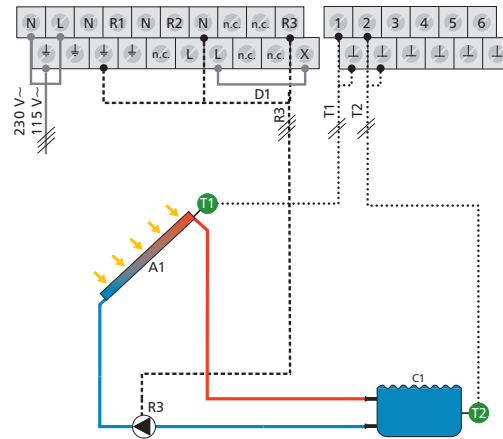 N L N R1 N R2 N n.c. n.c. R3 1 2 3 4 5 6
n.c. L L n.c. n.c. X
D1
230 V~
115 V~
R3
T1
T2
T1
A1
R3
C1
T2